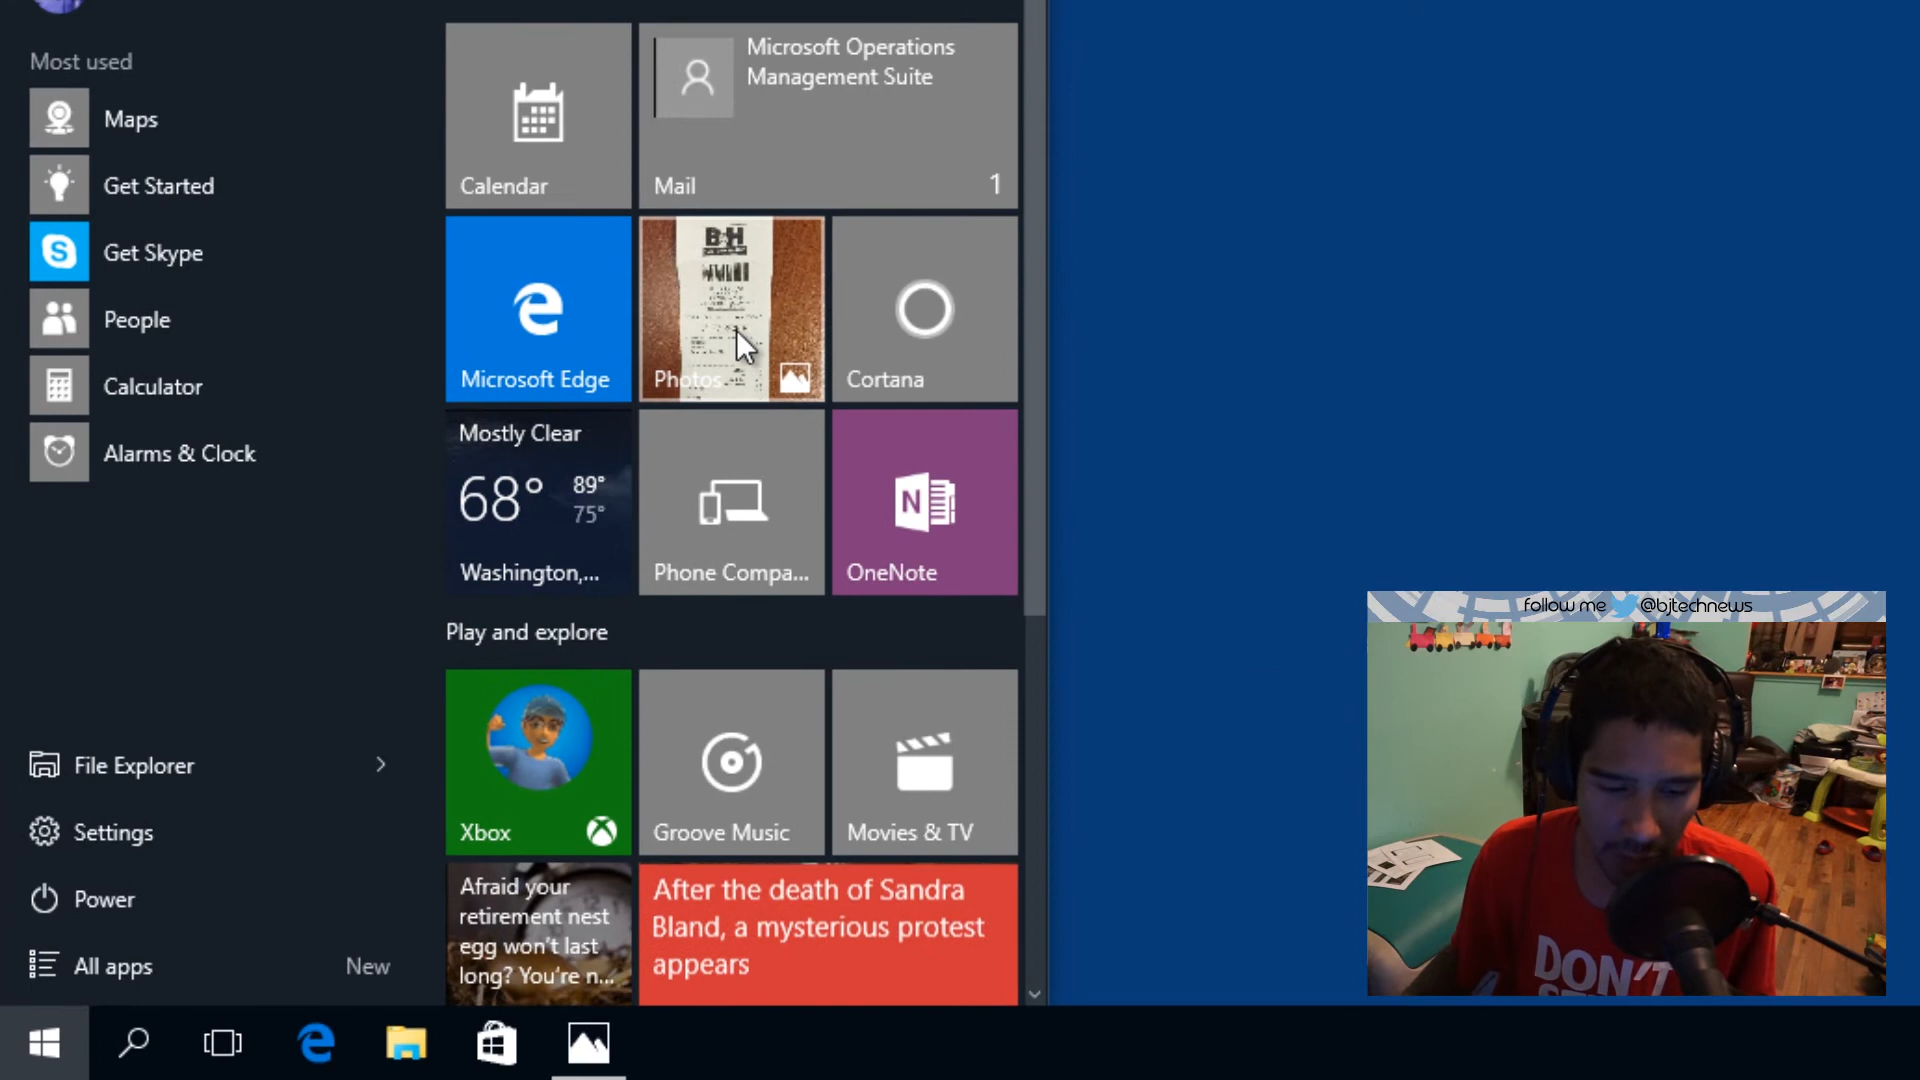 Most used
Maps
Get Started
Get Skype
People
Calculator
Alarms & Clock
File Explorer
Settings
Power
All apps
New
Calendar
Microsoft Operations
Management Suite
Mail
1
Microsoft Edge
B&H
Photos
Cortana
Mostly Clear
68°
89°
75°
Washington,...
Phone Compa...
N
OneNote
Play and explore
Xbox
Groove Music
Movies & TV
Afraid your
retirement nest
egg won't last
long? You're n...
After the death of Sandra
Bland, a mysterious protest
appears
follow me @bjtechnews
DON'T